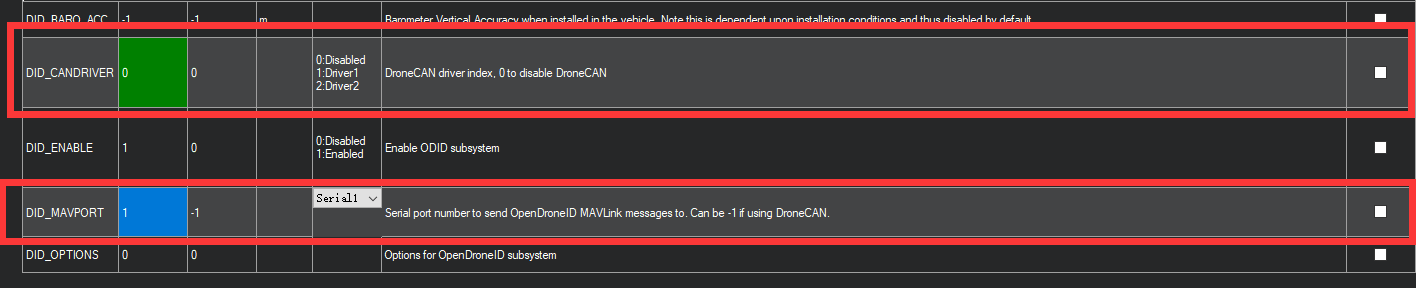 DID_BARO_ACC -1 -1 m Barometer Vertical Accuracy when installed in the vehicle. Note this is dependent upon installation conditions and thus disabled by default
DID_CANDRIVER 0 0 0:Disabled
1:Driver1
2:Driver2 DroneCAN driver index, 0 to disable DroneCAN
DID_ENABLE 1 0 0:Disabled
1:Enabled Enable ODID subsystem
DID_MAVPORT 1 -1 Serial1 Serial port number to send OpenDroneID MAVLink messages to. Can be -1 if using DroneCAN.
DID_OPTIONS 0 0 Options for OpenDroneID subsystem